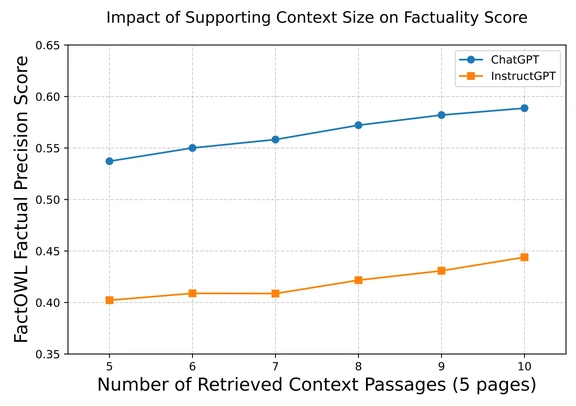 Impact of Supporting Context Size on Factuality Score
FactOWL Factual Precision Score
0.65
0.60
0.55
0.50
0.45
0.40
0.35
ChatGPT
InstructGPT
5 6 7 8 9 10
Number of Retrieved Context Passages (5 pages)